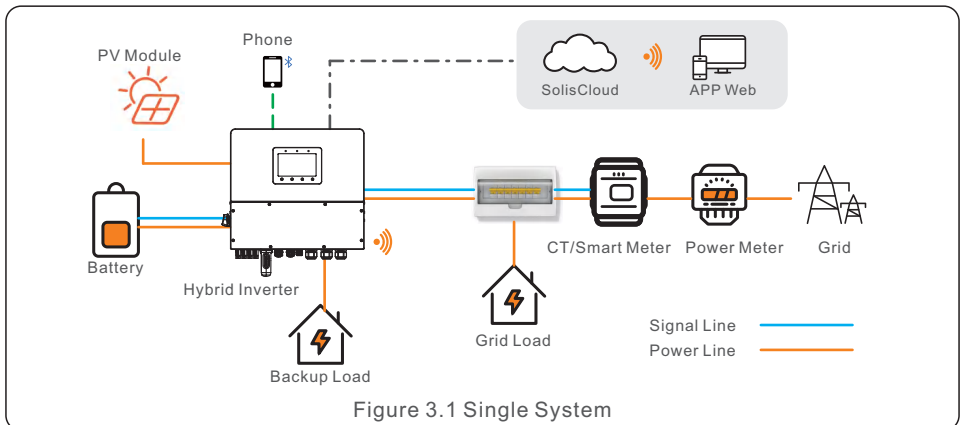 Phone
PV Module
SolisCloud
APP Web
CT/Smart Meter
Power Meter
Grid
Battery
Hybrid Inverter
Grid Load
Signal Line
Power Line
Backup Load
Figure 3.1 Single System